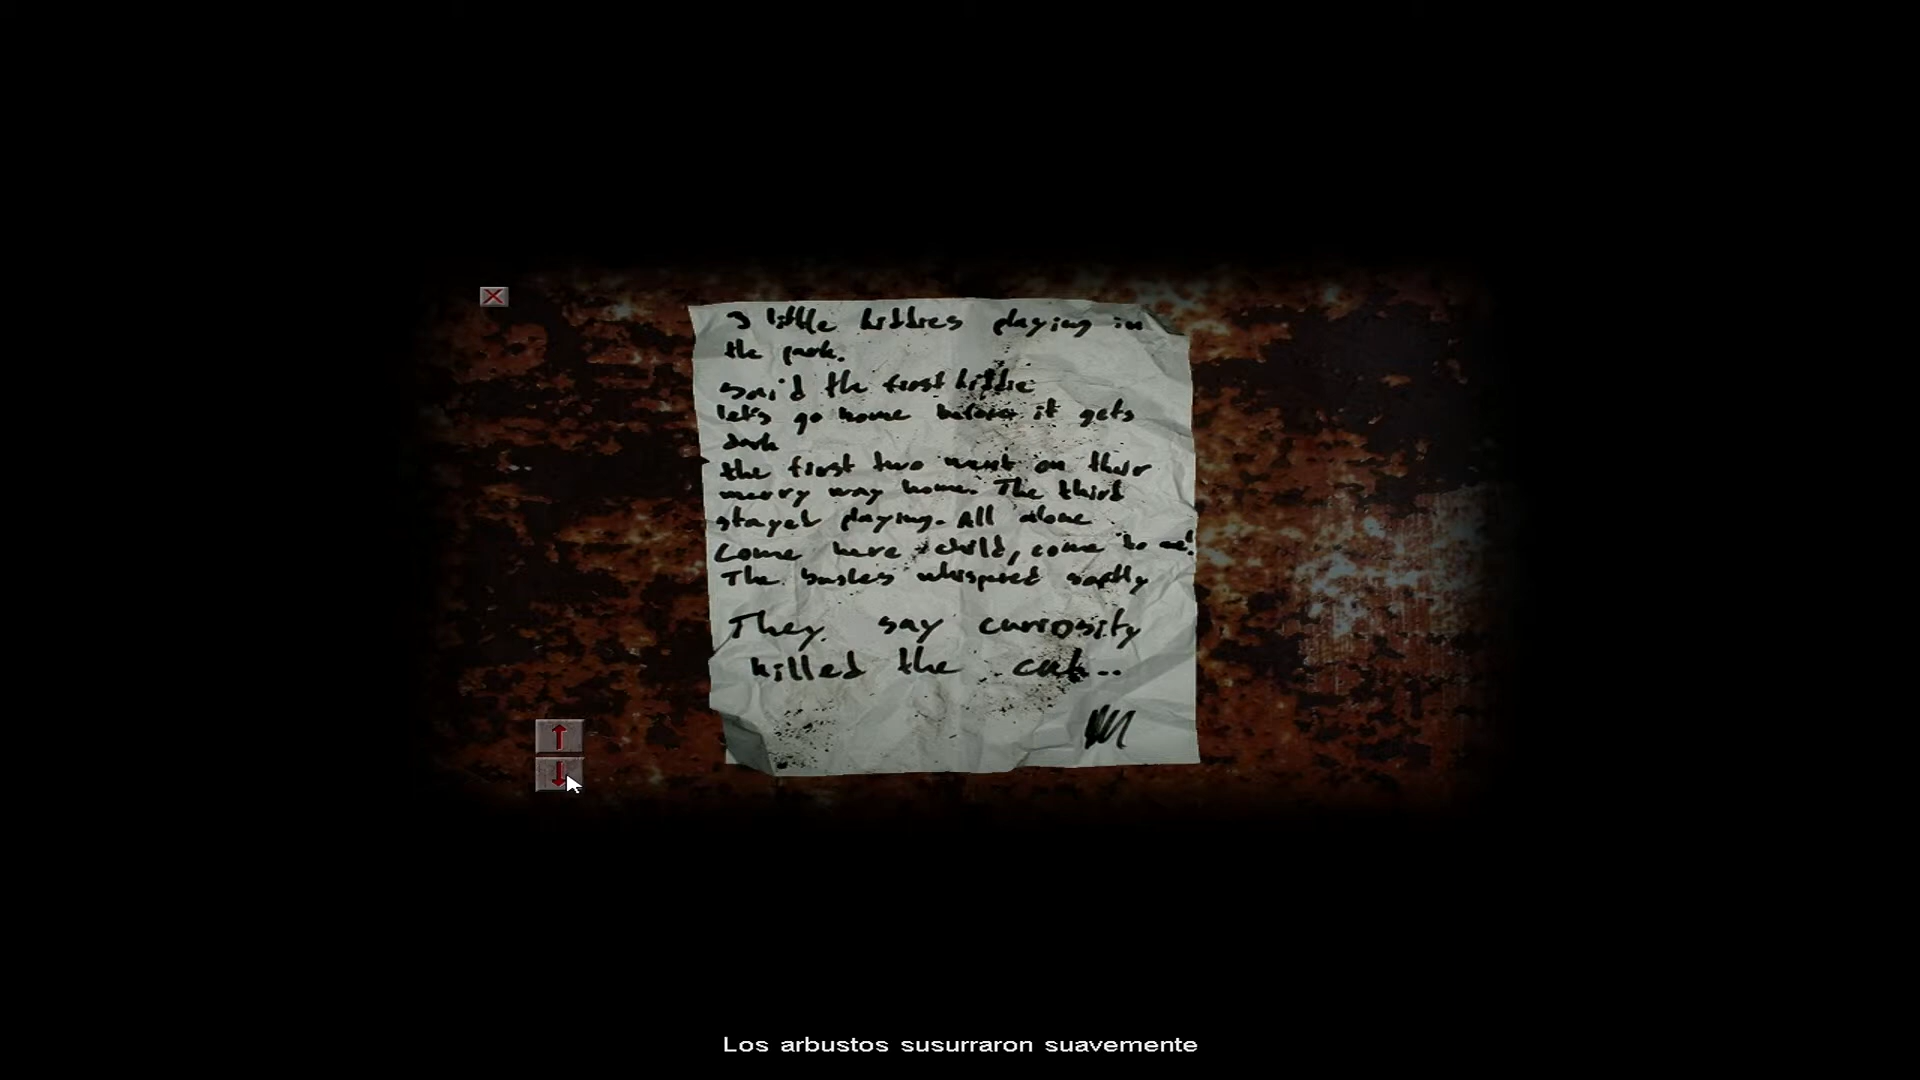 3 little kiddies playing in
the park.
Said the first kiddie
let's go home before it gets
dark
the first two went on their
merry way home. The third
stayed playing. All alone
Come here child, come to me!
The bushes whispered softly
They say curiosity
killed the cat..
Los arbustos susurraron suavemente